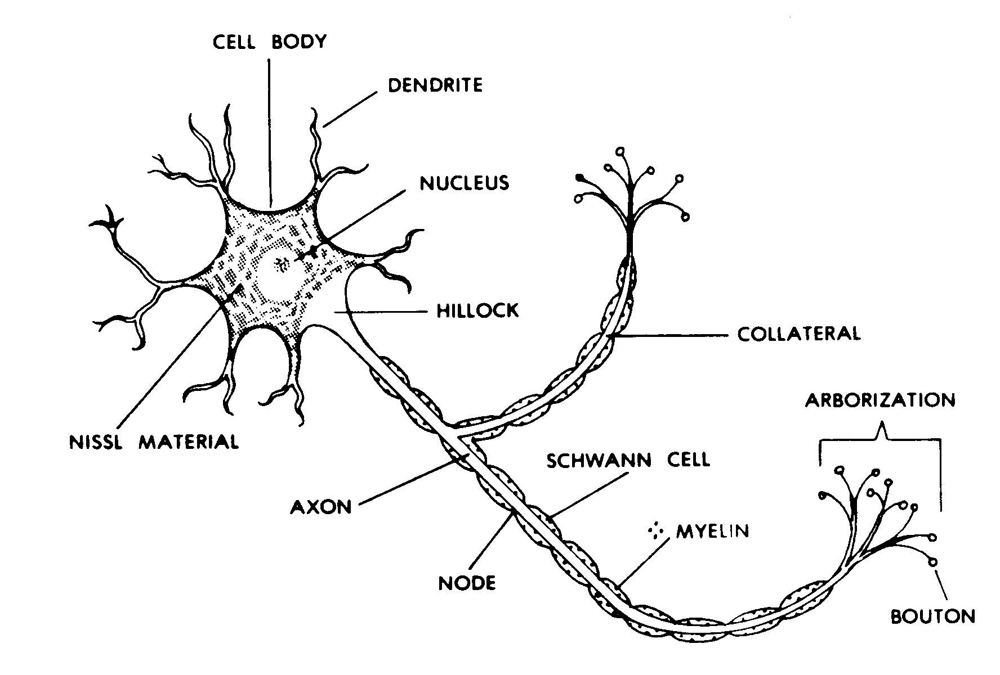 CELL BODY
DENDRITE
NUCLEUS
HILLOCK
COLLATERAL
ARBORIZATION
NISSL MATERIAL
SCHWANN CELL
AXON
MYELIN
NODE
BOUTON